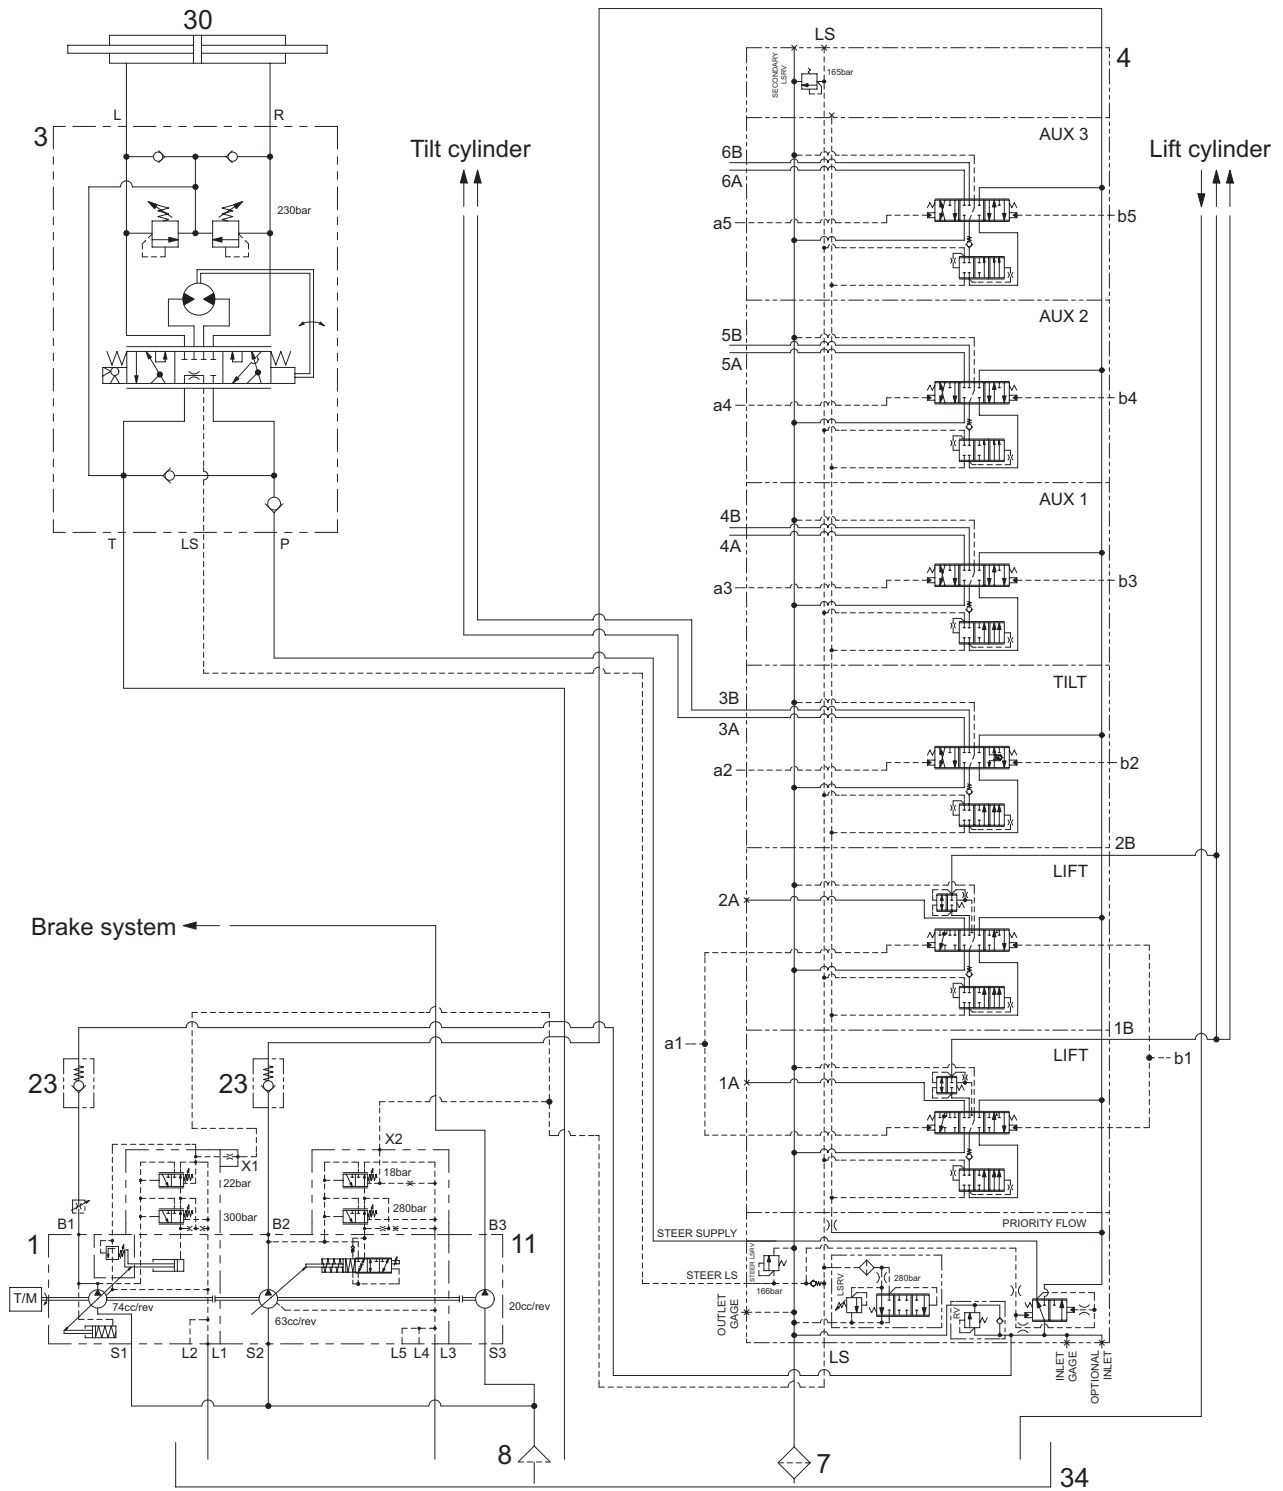 30
LS
4
SECONDARY
LSRV
165bar
L
R
3
AUX 3
Tilt cylinder
Lift cylinder
6B
6A
230bar
a5
b5
AUX 2
5B
5A
a4
b4
AUX 1
4B
4A
T
LS
P
a3
b3
TILT
3B
3A
a2
b2
2B
LIFT
2A
Brake system
1B
a1
LIFT
b1
23
23
1A
X2
X1
18bar
22bar
300bar
280bar
B1
B2
B3
PRIORITY FLOW
STEER SUPPLY
1
11
STEER LSRV
STEER LS
166bar
LSRV
280bar
RV
T/M
74cc/rev
63cc/rev
20cc/rev
OUTLET
GAGE
S1
L2
L1
S2
L5
L4
L3
S3
LS
INLET
GAGE
OPTIONAL
INLET
8
7
34